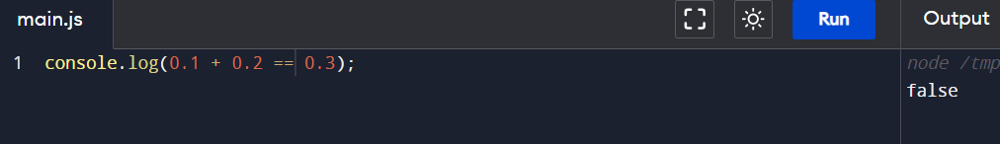 main.js
Run
Output
1 console.log(0.1 + 0.2 == 0.3);
node /tmp
false